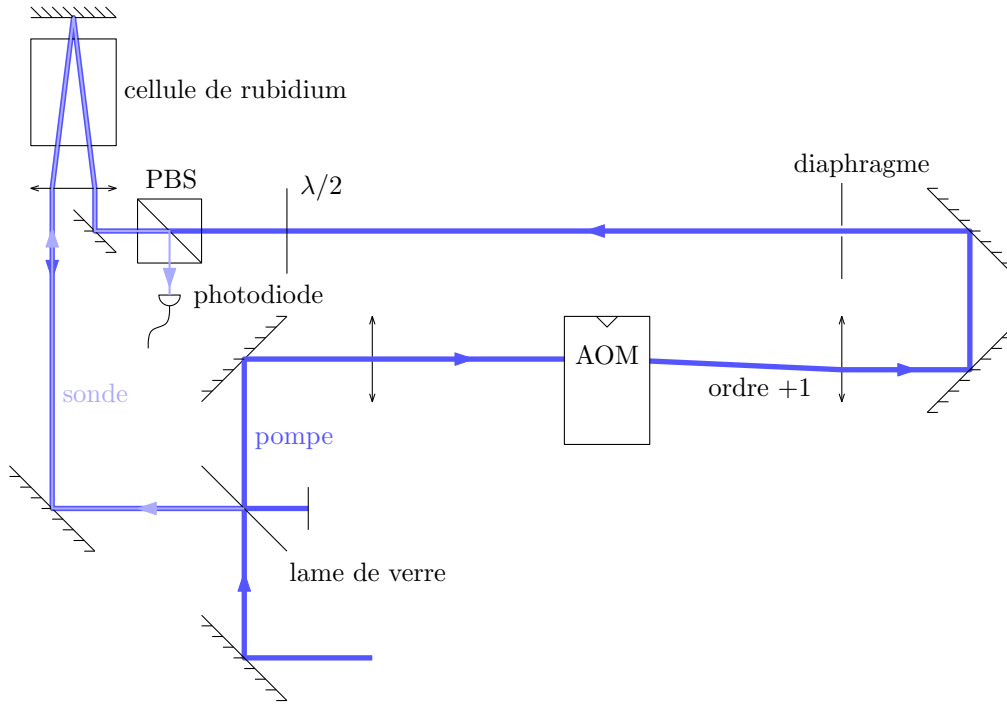 cellule de rubidium
diaphragme
PBS
λ/2
photodiode
AOM
ordre +1
sonde
pompe
lame de verre